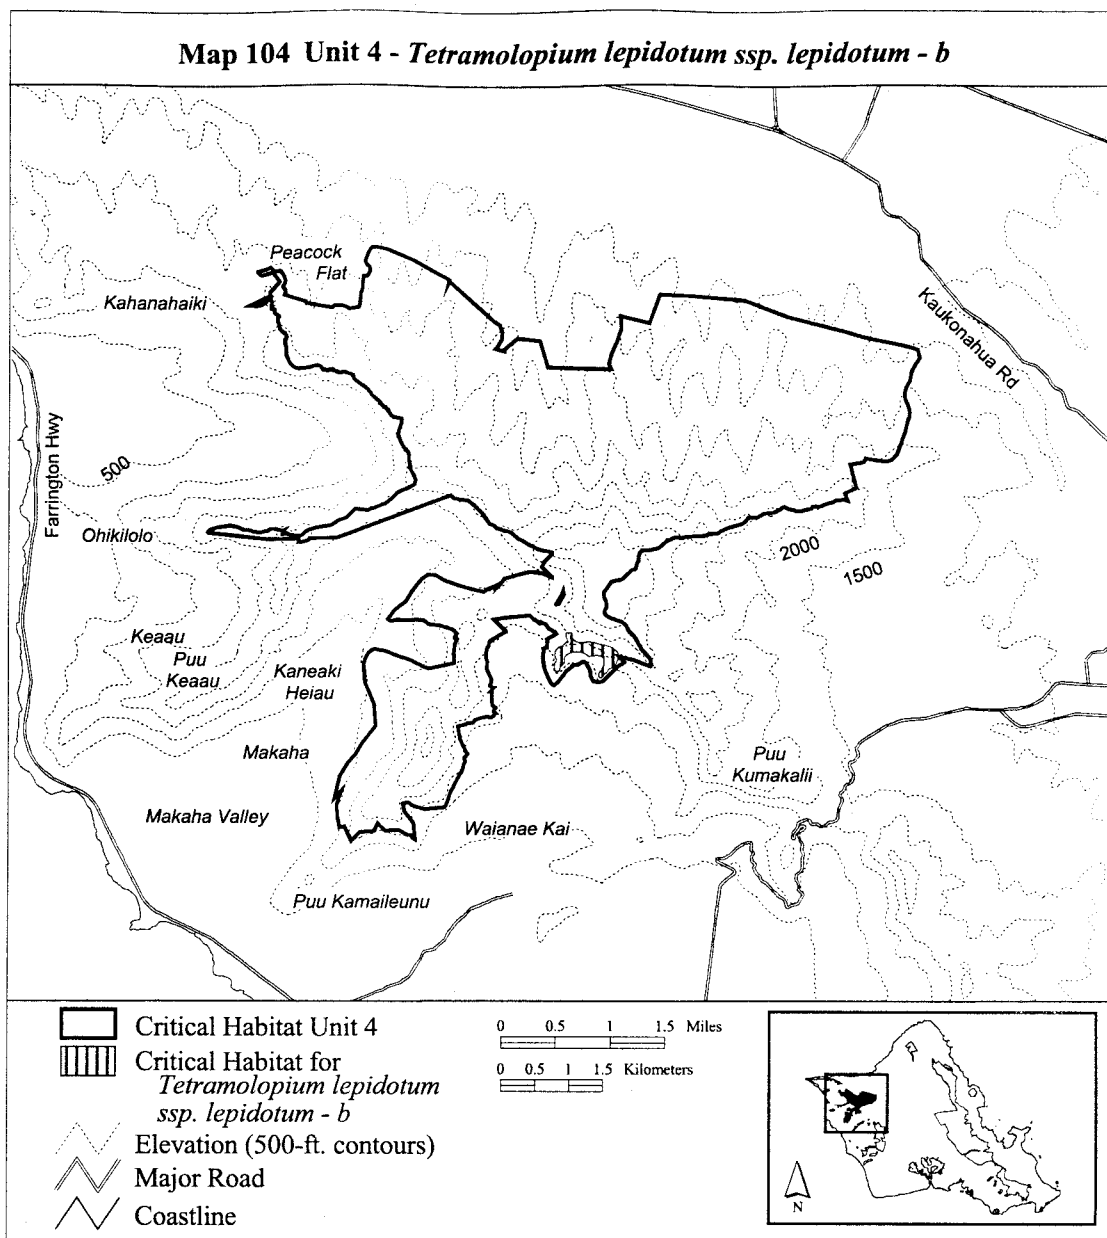 Map 104 Unit 4 - Tetramolopium lepidotum ssp. lepidotum - b
Peacock
Flat
Kahanahaiki
Kaukonahua Rd
Farrington Hwy
500
Ohikilolo
2000
1500
Keaau
Puu
Keaau
Kaneaki
Heiau
Makaha
Puu
Kumakalii
Makaha Valley
Waianae Kai
Puu Kamaileunu
Critical Habitat Unit 4
Critical Habitat for
Tetramolopium lepidotum
ssp. lepidotum - b
Elevation (500-ft. contours)
Major Road
Coastline
0 0.5 1 1.5 Miles
0 0.5 1 1.5 Kilometers
N